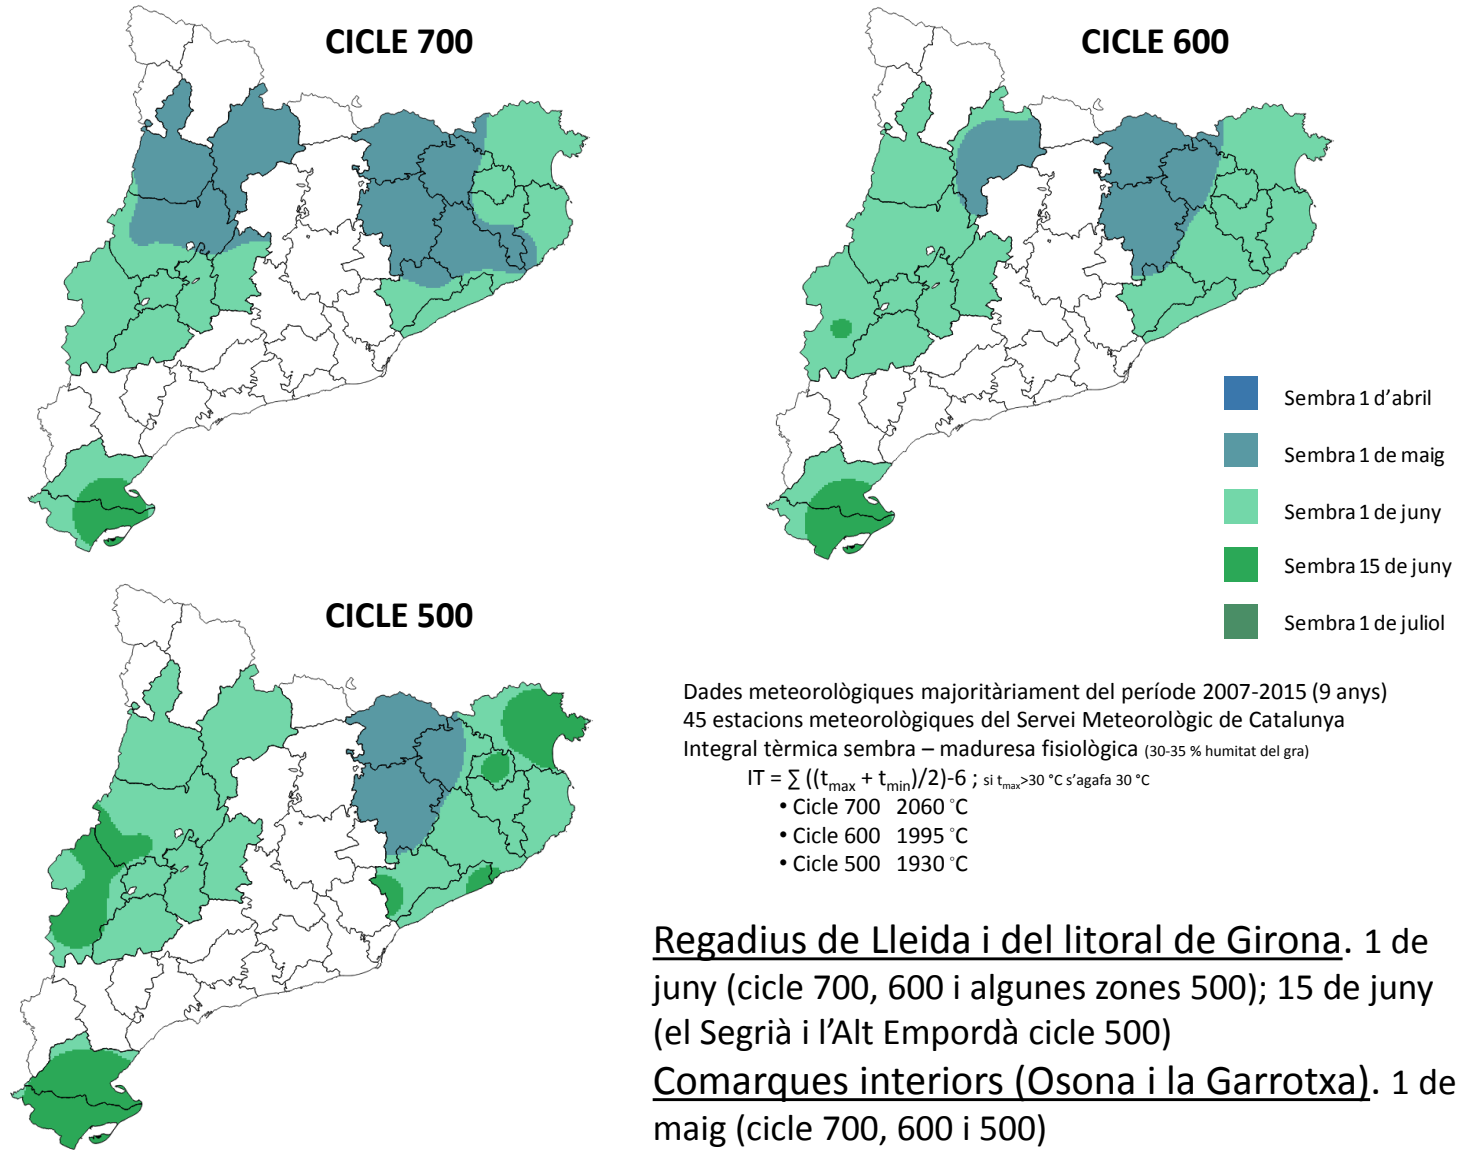 CICLE 700
CICLE 600
Sembra 1 d'abril
Sembra 1 de maig
Sembra 1 de juny
Sembra 15 de juny
Sembra 1 de juliol
CICLE 500
Dades meteorològiques majoritàriament del període 2007-2015 (9 anys)
45 estacions meteorològiques del Servei Meteorològic de Catalunya
Integral tèrmica sembra – maduresa fisiològica (30-35 % humitat del gra)
IT = ∑ ((tmax + tmin)/2)-6 ; si tmax>30 °C s'agafa 30 °C
• Cicle 700 2060 °C
• Cicle 600 1995 °C
• Cicle 500 1930 °C
Regadius de Lleida i del litoral de Girona. 1 de
juny (cicle 700, 600 i algunes zones 500); 15 de juny
(el Segrià i l'Alt Empordà cicle 500)
Comarques interiors (Osona i la Garrotxa). 1 de
maig (cicle 700, 600 i 500)